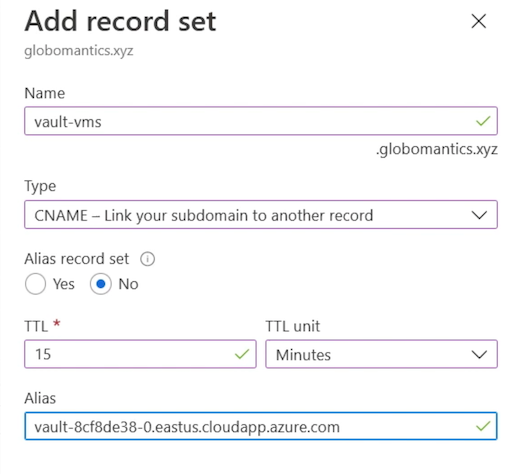 Add record set
globomantics.xyz
Name
vault-vms
.globomantics.xyz
Type
CNAME – Link your subdomain to another record
Alias record set
Yes No
TTL * TTL unit
15 Minutes
Alias
vault-8cf8de38-0.eastus.cloudapp.azure.com